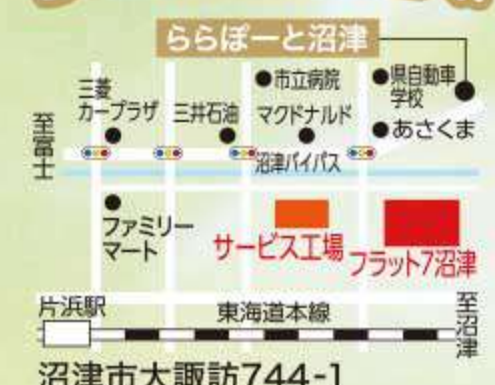 ららぽーと沼津
三菱
カープラザ
三井石油
●市立病院
マクドナルド
●県自動車
学校
●あさくま
至富士
沼津バイパス
ファミリー
マート
サービス工場
フラット7沼津
片浜駅
東海道本線
至沼津
沼津市大諏訪744-1